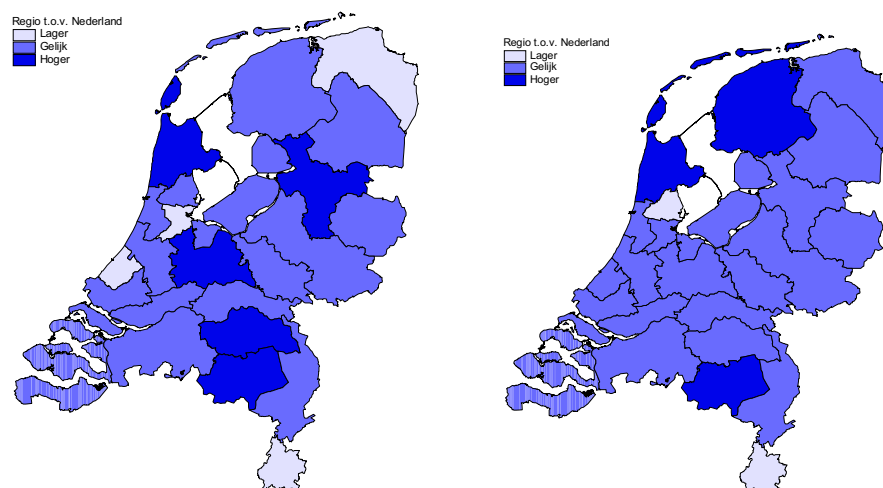 Regio t.o.v. Nederland
Lager
Gelijk
Hoger
Regio t.o.v. Nederland
Lager
Gelijk
Hoger